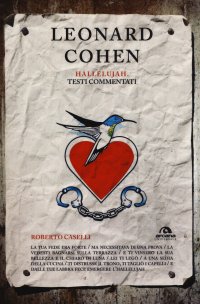 LEONARD
COHEN
HALLELUJAH.
TESTI COMMENTATI
ROBERTO CASELLI
arcana
LA TUA FEDE ERA FORTE / MA NECESSITAVA DI UNA PROVA / LA
VEDESTI BAGNARSI SULLA TERRAZZA / E TI VINSERO LA SUA
BELLEZZA E IL CHIARO DI LUNA / LEI TI LEGÒ / A UNA SEDIA
DELLA CUCINA / TI DISTRUSSE IL TRONO, TI TAGLIÒ I CAPELLI / E
DALLE TUE LABBRA FECE EMERGERE L'HALLELUJAH.